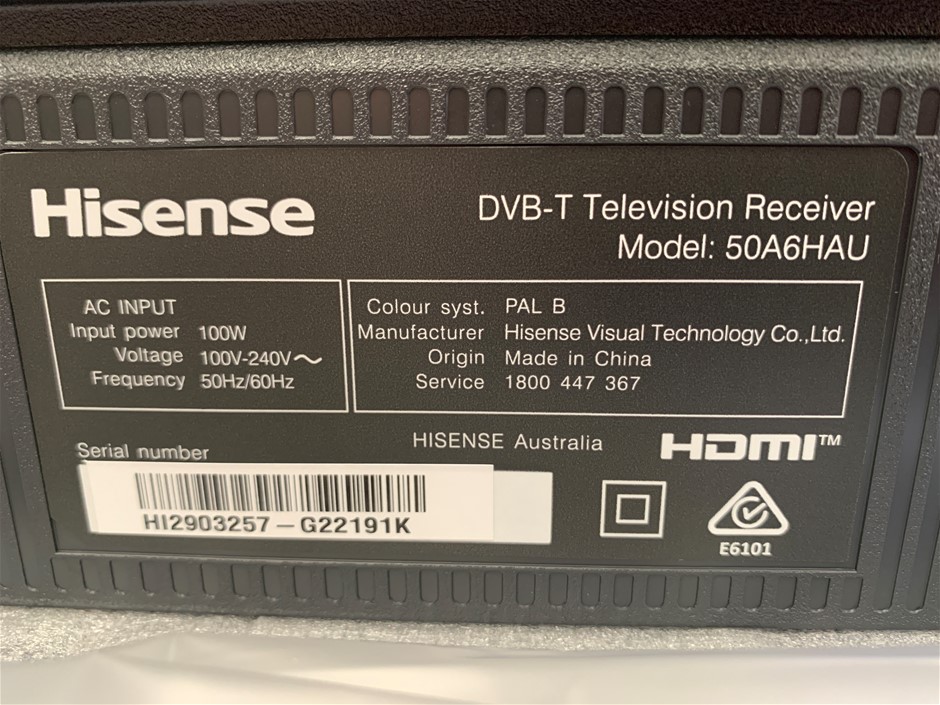 Hisense
DVB-T Television Receiver
Model: 50A6HAU
AC INPUT
Input power 100W
Voltage 100V-240V～
Frequency 50Hz/60Hz
Colour syst. PAL B
Manufacturer Hisense Visual Technology Co.,Ltd.
Origin Made in China
Service 1800 447 367
Serial number
HI2903257－G22191K
HISENSE Australia
HDMI™
E6101